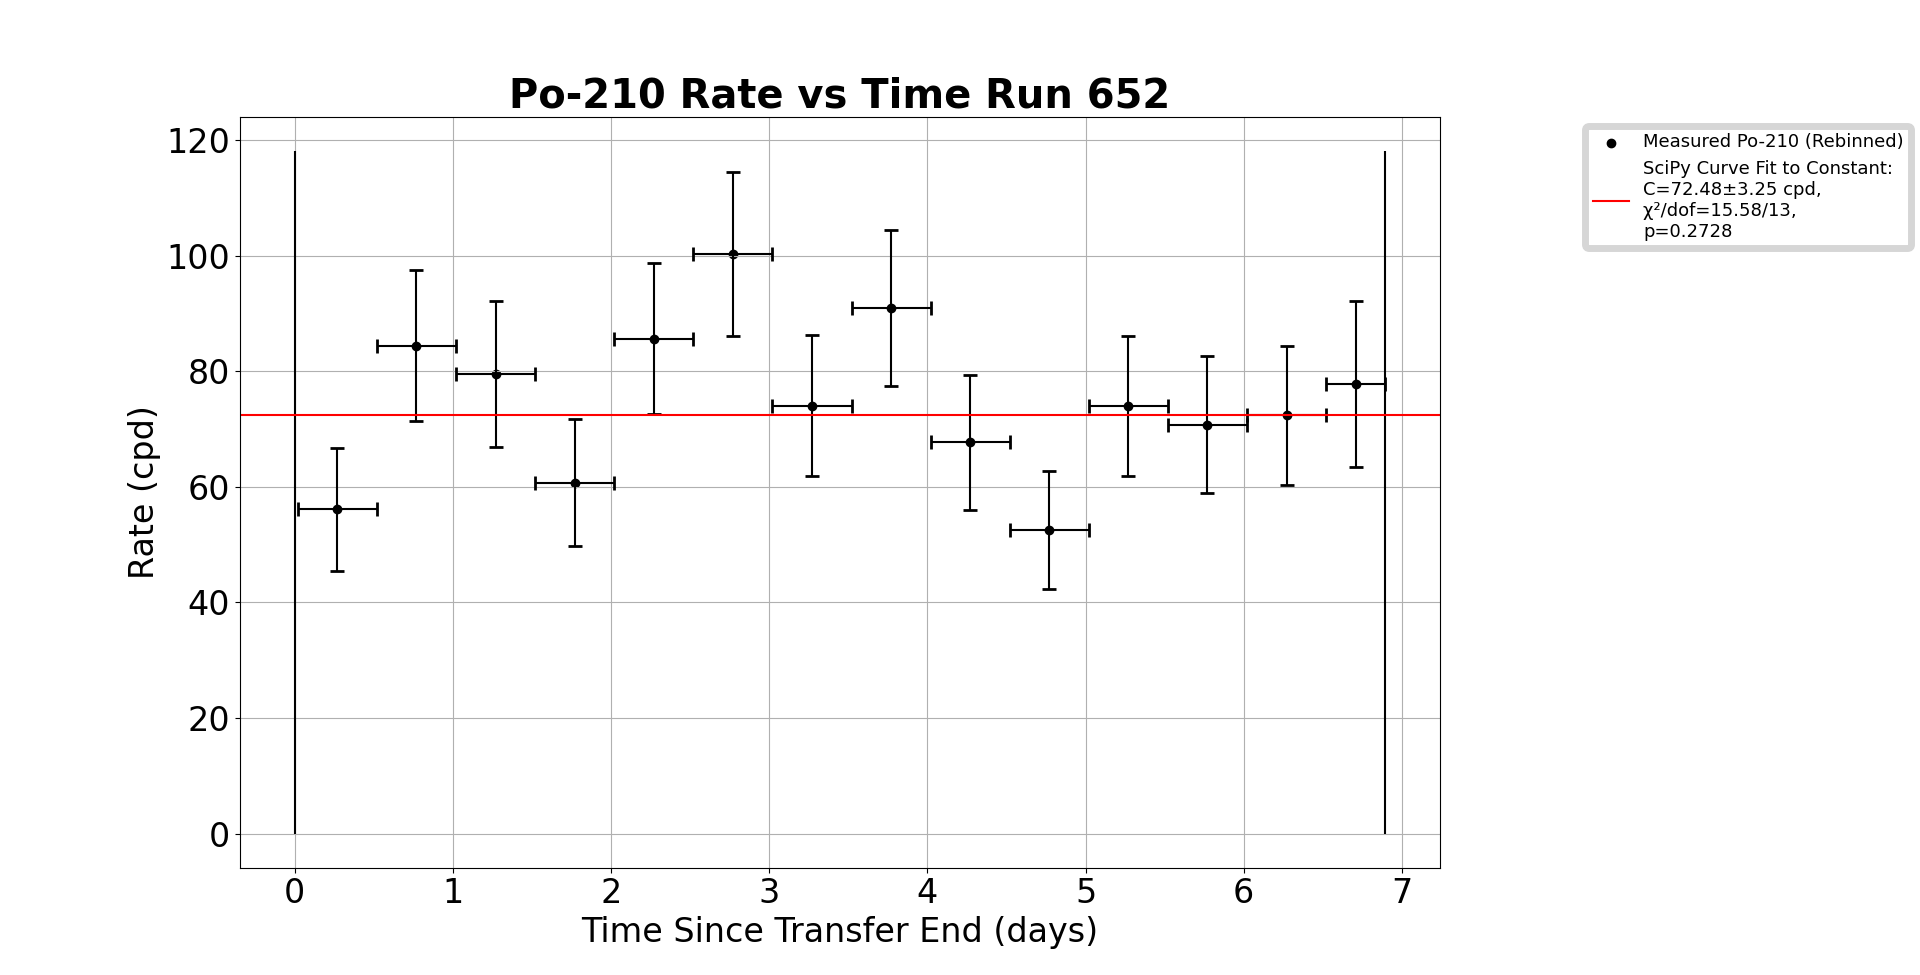 Po-210 Rate vs Time Run 652
120
100
80
60
40
20
0
Rate (cpd)
0 1 2 3 4 5 6 7
Time Since Transfer End (days)
Measured Po-210 (Rebinned)
SciPy Curve Fit to Constant:
C=72.48±3.25 cpd,
χ²/dof=15.58/13,
p=0.2728